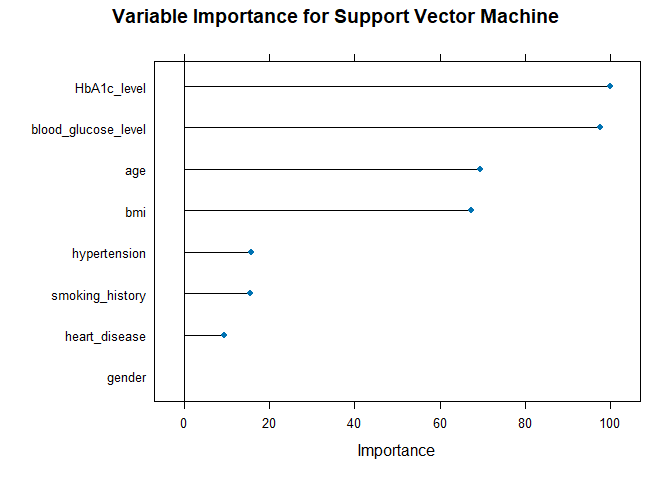 Variable Importance for Support Vector Machine
HbA1c_level
blood_glucose_level
age
bmi
hypertension
smoking_history
heart_disease
gender
0 20 40 60 80 100
Importance